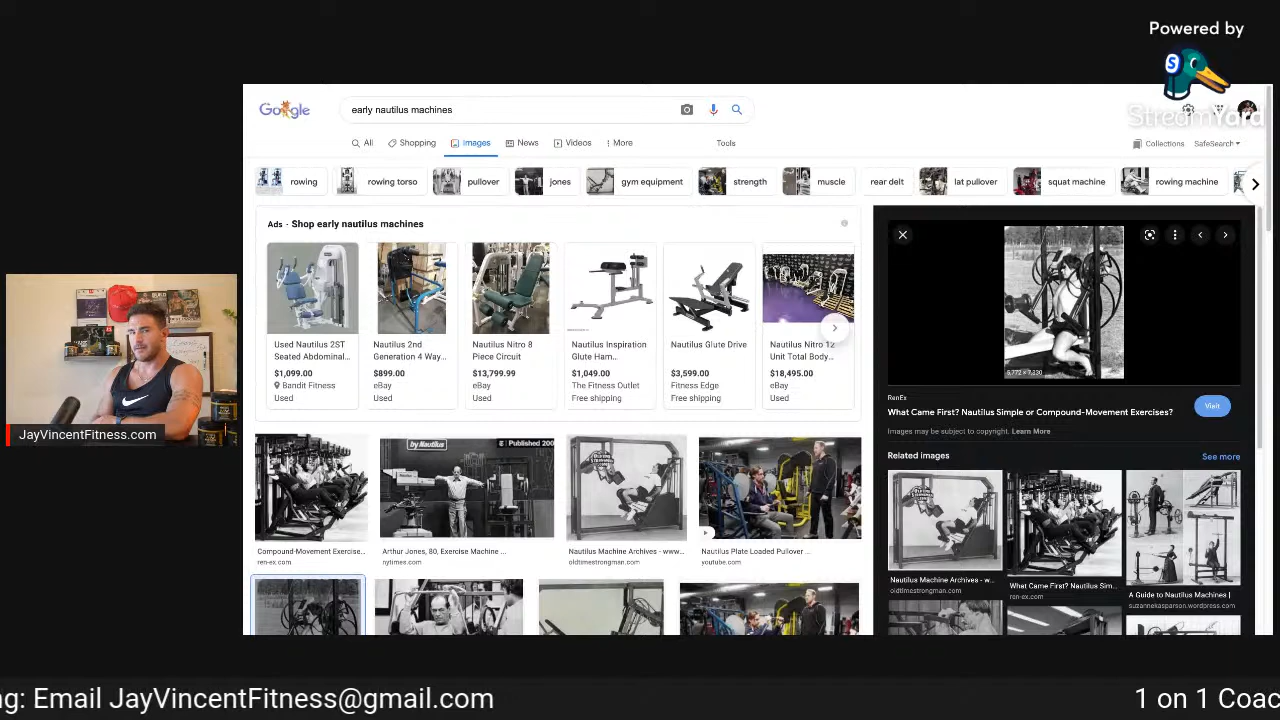 Powered by
StreamYard
Google
early nautilus machines
All
Shopping
Images
News
Videos
More
Tools
Collections
SafeSearch
rowing
rowing torso
pullover
jones
gym equipment
strength
muscle
rear delt
lat pullover
squat machine
rowing machine
Ads · Shop early nautilus machines
Used Nautilus 2ST
Seated Abdominal...
$1,099.00
Bandit Fitness
Used
Nautilus 2nd
Generation 4 Way...
$899.00
eBay
Used
Nautilus Nitro 8
Piece Circuit
$13,799.99
eBay
Used
Nautilus Inspiration
Glute Ham...
$1,049.00
The Fitness Outlet
Free shipping
Nautilus Glute Drive
$3,599.00
Fitness Edge
Free shipping
Nautilus Nitro 12
Unit Total Body...
$18,495.00
eBay
Used
RenEx
What Came First? Nautilus Simple or Compound-Movement Exercises?
Visit
Images may be subject to copyright. Learn More
Related images
See more
JayVincentFitness.com
by Nautilus
Published 200
Compound-Movement Exercise...
ren-ex.com
Arthur Jones, 80, Exercise Machine ...
nytimes.com
Nautilus Machine Archives - www...
oldtimestrongman.com
Nautilus Plate Loaded Pullover ...
youtube.com
Nautilus Machine Archives - w...
oldtimestrongman.com
What Came First? Nautilus Sim...
ren-ex.com
A Guide to Nautilus Machines |
suzannekasparson.wordpress.com
ng: Email JayVincentFitness@gmail.com
1 on 1 Coac